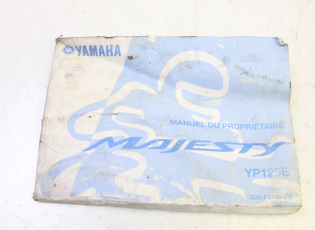 YAMAHA
MANUEL DU PROPRIÉTAIRE
MAJESTY
YP125E